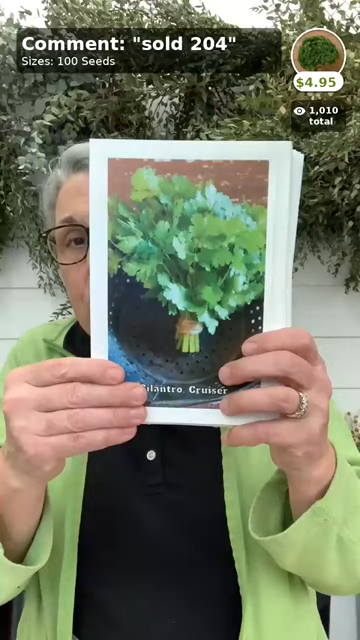 Comment: "sold 204"
Sizes: 100 Seeds
$4.95
1,010
total
Cilantro, Cruiser